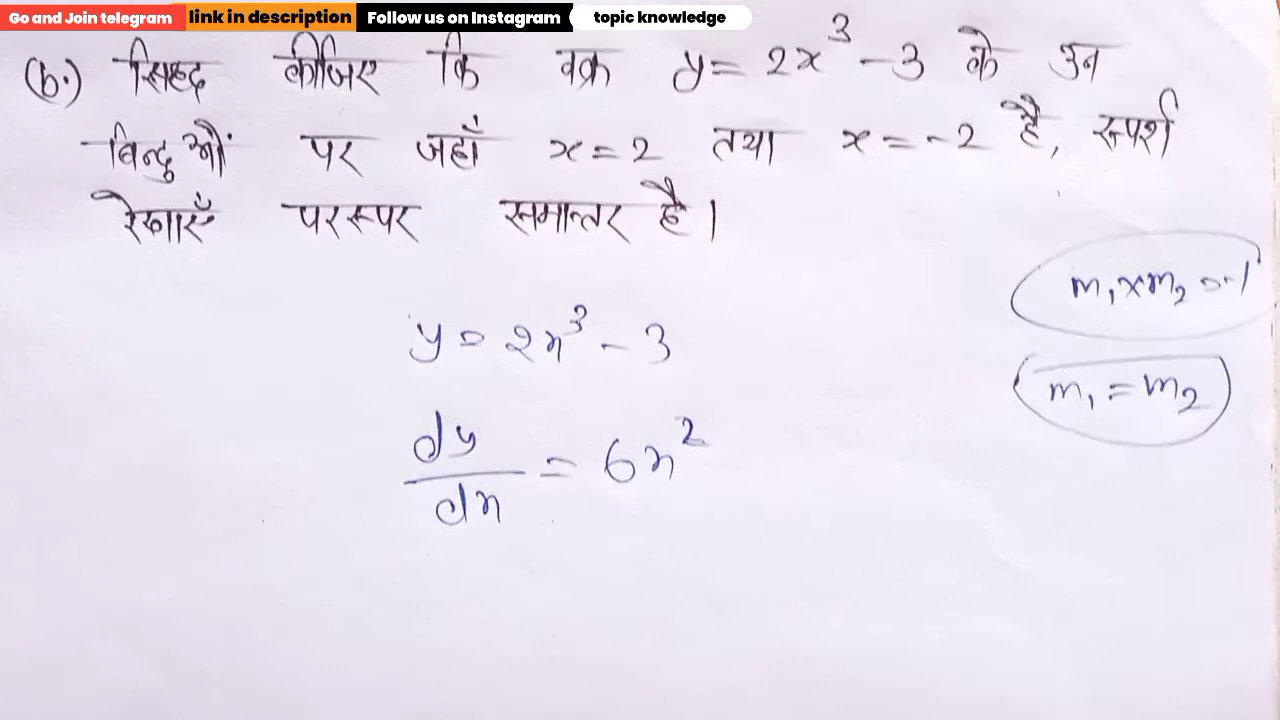 Go and Join telegram link in description Follow us on Instagram topic knowledge
(b.) सिद्ध कीजिए कि वक्र y = 2x³ - 3 के उन
बिन्दुओं पर जहाँ x = 2 तथा x = -2 है, स्पर्श
रेखाएँ परस्पर समान्तर है।
m₁ x m₂ = -1
y = 2x³ - 3
m₁ = m₂
dy/dx = 6x²